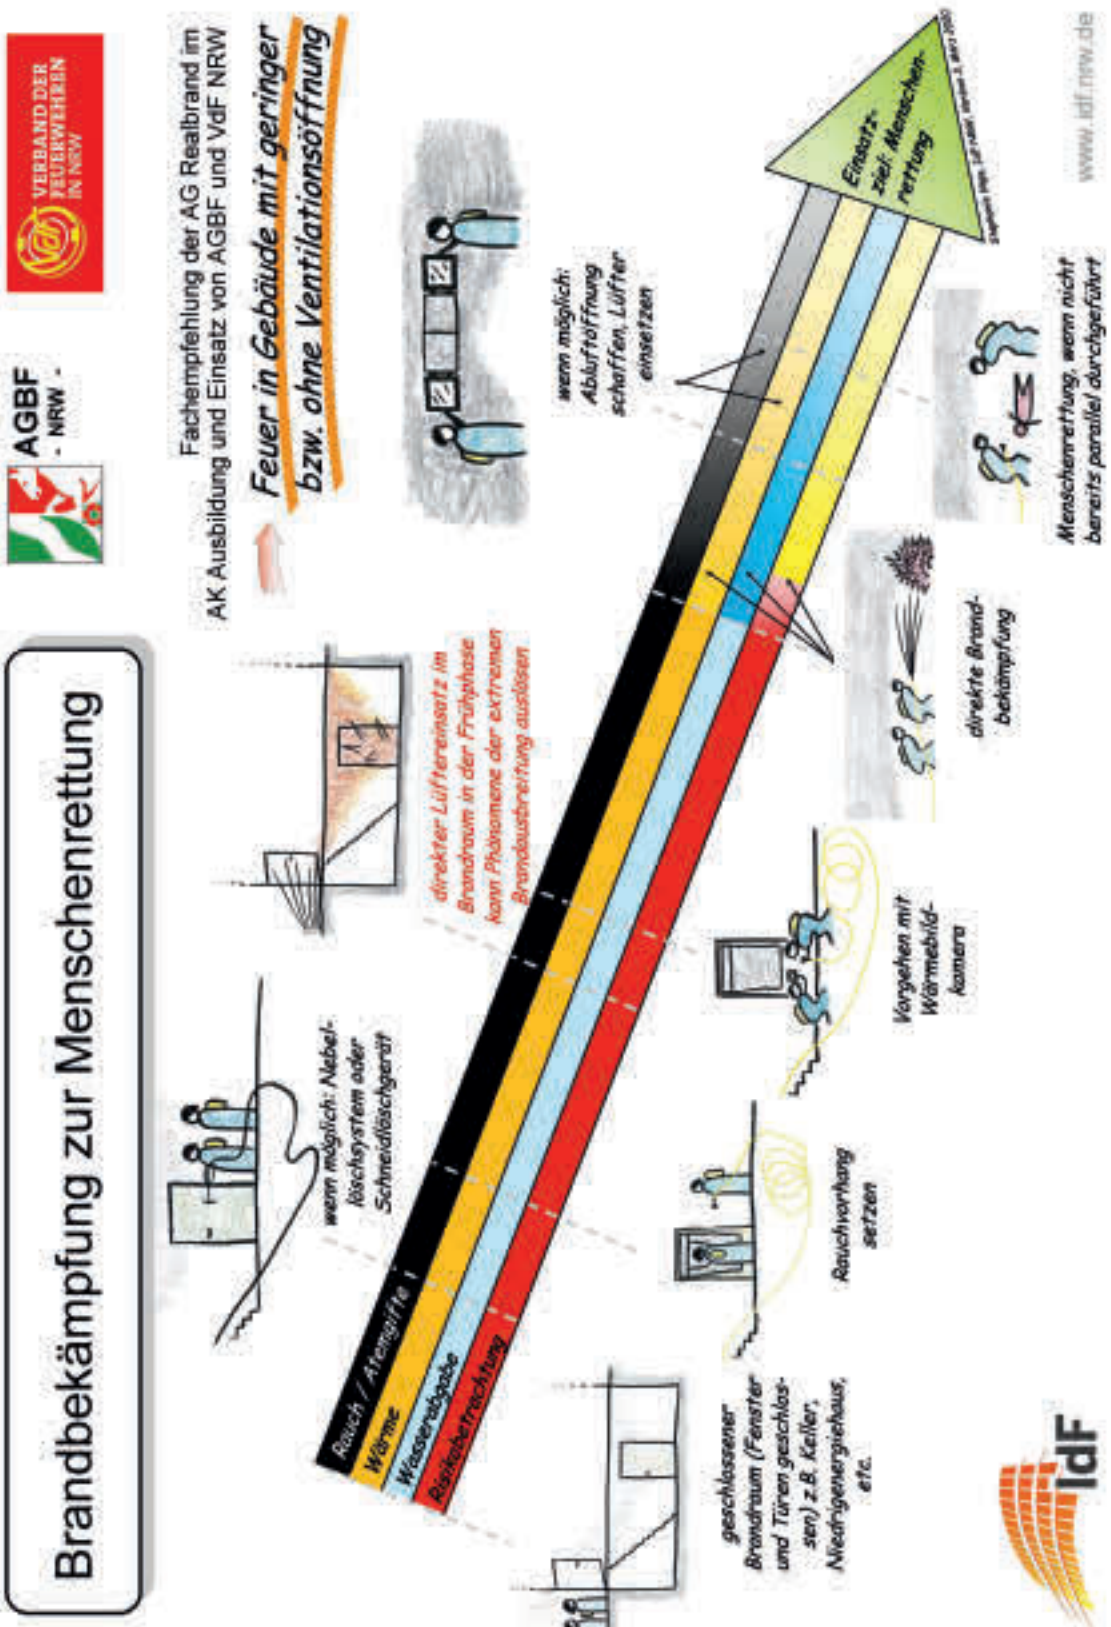 Brandbekämpfung zur Menschenrettung
AGBF
- NRW -
VdF
VERBAND DER
FEUERWEHREN
IN NRW
Fachempfehlung der AG Realbrand im
AK Ausbildung und Einsatz von AGBF und VdF NRW
Feuer in Gebäude mit geringer
bzw. ohne Ventilationsöffnung
wenn möglich: Nebel-
löschsystem oder
Schneidlöschgerät
direkter Lüftereinsatz im
Brandraum in der Frühphase
kann Phänomene der extremen
Brandausbreitung auslösen
wenn möglich:
Abluftöffnung
schaffen, Lüfter
einsetzen
Rauch / Atemgifte
Wärme
Wasserabgabe
Risikobetrachtung
Einsatz-
ziel: Menschen-
rettung
geschlossener
Brandraum (Fenster
und Türen geschlos-
sen) z.B. Keller,
Niedrigenergiehaus,
etc.
Rauchvorhang
setzen
Vorgehen mit
Wärmebild-
kamera
direkte Brand-
bekämpfung
Menschenrettung, wenn nicht
bereits parallel durchgeführt
IdF
www.idf.nrw.de